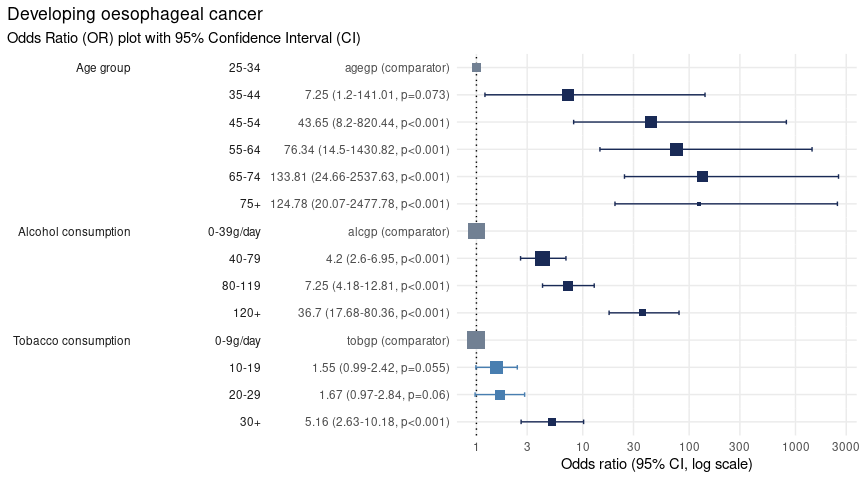 Developing oesophageal cancer
Odds Ratio (OR) plot with 95% Confidence Interval (CI)
Age group 25-34 agegp (comparator)
35-44 7.25 (1.2-141.01, p=0.073)
45-54 43.65 (8.2-820.44, p<0.001)
55-64 76.34 (14.5-1430.82, p<0.001)
65-74 133.81 (24.66-2537.63, p<0.001)
75+ 124.78 (20.07-2477.78, p<0.001)
Alcohol consumption 0-39g/day alcgp (comparator)
40-79 4.2 (2.6-6.95, p<0.001)
80-119 7.25 (4.18-12.81, p<0.001)
120+ 36.7 (17.68-80.36, p<0.001)
Tobacco consumption 0-9g/day tobgp (comparator)
10-19 1.55 (0.99-2.42, p=0.055)
20-29 1.67 (0.97-2.84, p=0.06)
30+ 5.16 (2.63-10.18, p<0.001)
1 3 10 30 100 300 1000 3000
Odds ratio (95% CI, log scale)